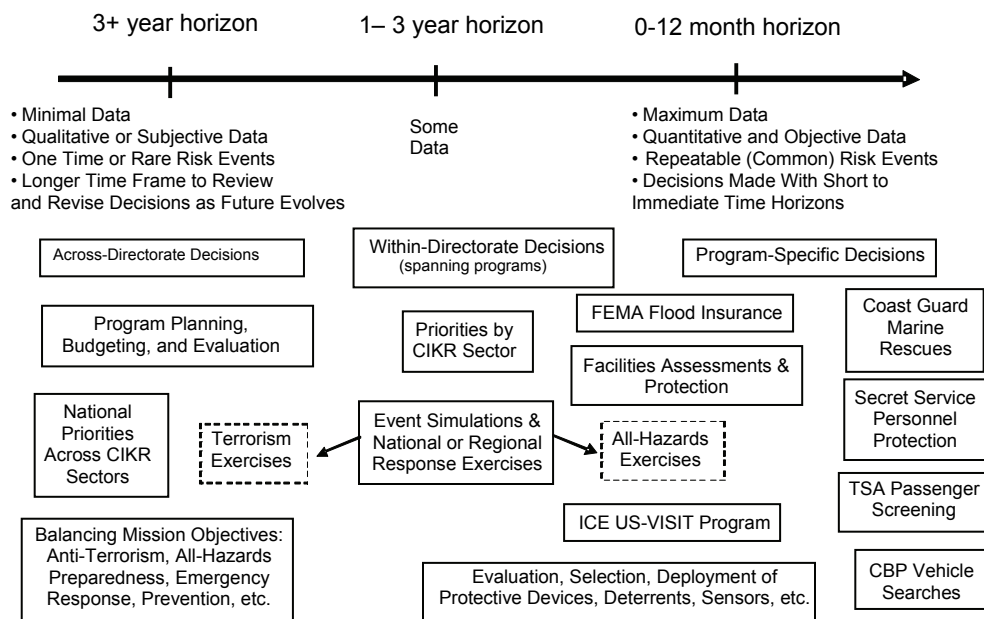 3+ year horizon
1– 3 year horizon
0-12 month horizon
• Minimal Data
• Qualitative or Subjective Data
• One Time or Rare Risk Events
• Longer Time Frame to Review
and Revise Decisions as Future Evolves
Some
Data
• Maximum Data
• Quantitative and Objective Data
• Repeatable (Common) Risk Events
• Decisions Made With Short to
Immediate Time Horizons
Across-Directorate Decisions
Within-Directorate Decisions
(spanning programs)
Program-Specific Decisions
Program Planning,
Budgeting, and Evaluation
Priorities by
CIKR Sector
FEMA Flood Insurance
Coast Guard
Marine
Rescues
Facilities Assessments &
Protection
National
Priorities
Across CIKR
Sectors
Terrorism
Exercises
Event Simulations &
National or Regional
Response Exercises
All-Hazards
Exercises
Secret Service
Personnel
Protection
TSA Passenger
Screening
ICE US-VISIT Program
Balancing Mission Objectives:
Anti-Terrorism, All-Hazards
Preparedness, Emergency
Response, Prevention, etc.
Evaluation, Selection, Deployment of
Protective Devices, Deterrents, Sensors, etc.
CBP Vehicle
Searches